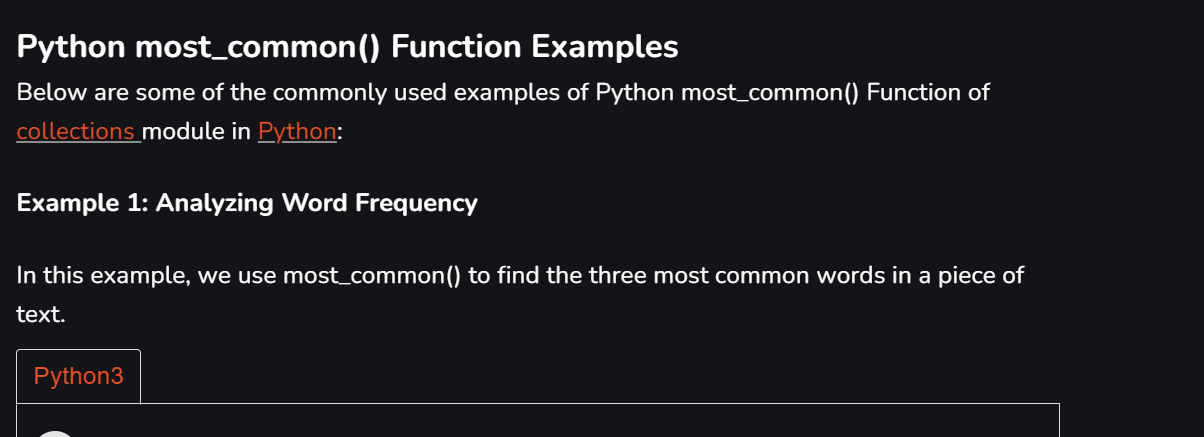 Python most_common() Function Examples
Below are some of the commonly used examples of Python most_common() Function of
collections module in Python:
Example 1: Analyzing Word Frequency
In this example, we use most_common() to find the three most common words in a piece of
text.
Python3